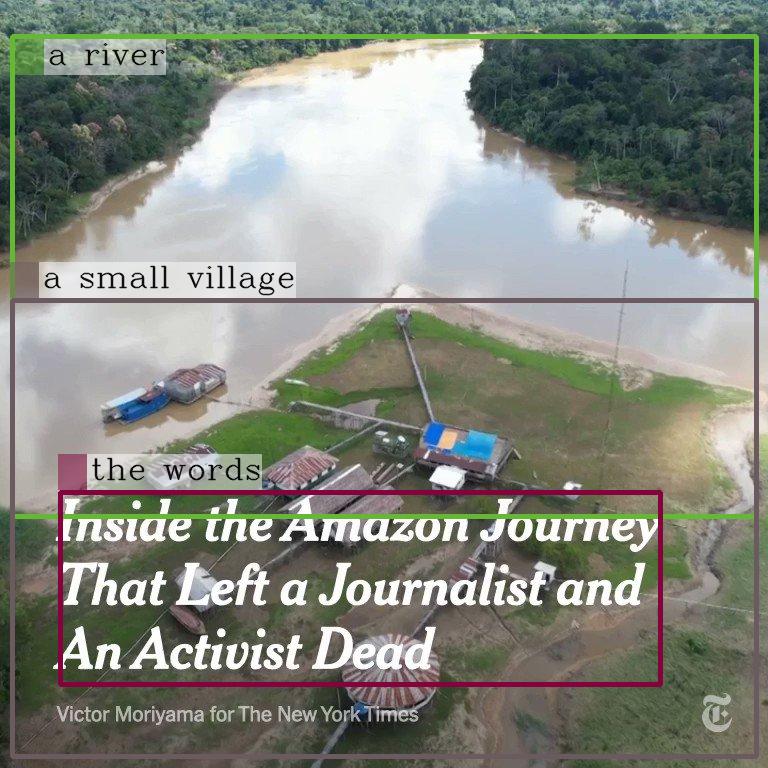 a river
a small village
the words
Inside the Amazon Journey
That Left a Journalist and
An Activist Dead
Victor Moriyama for The New York Times
T